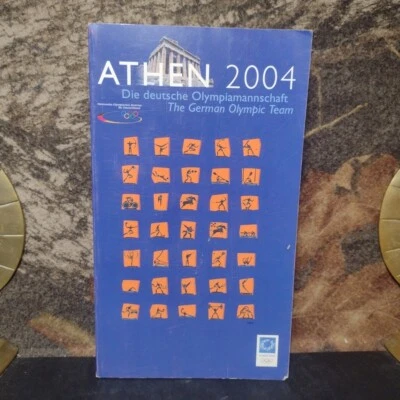 ATHEN 2004
Die deutsche Olympiamannschaft
The German Olympic Team